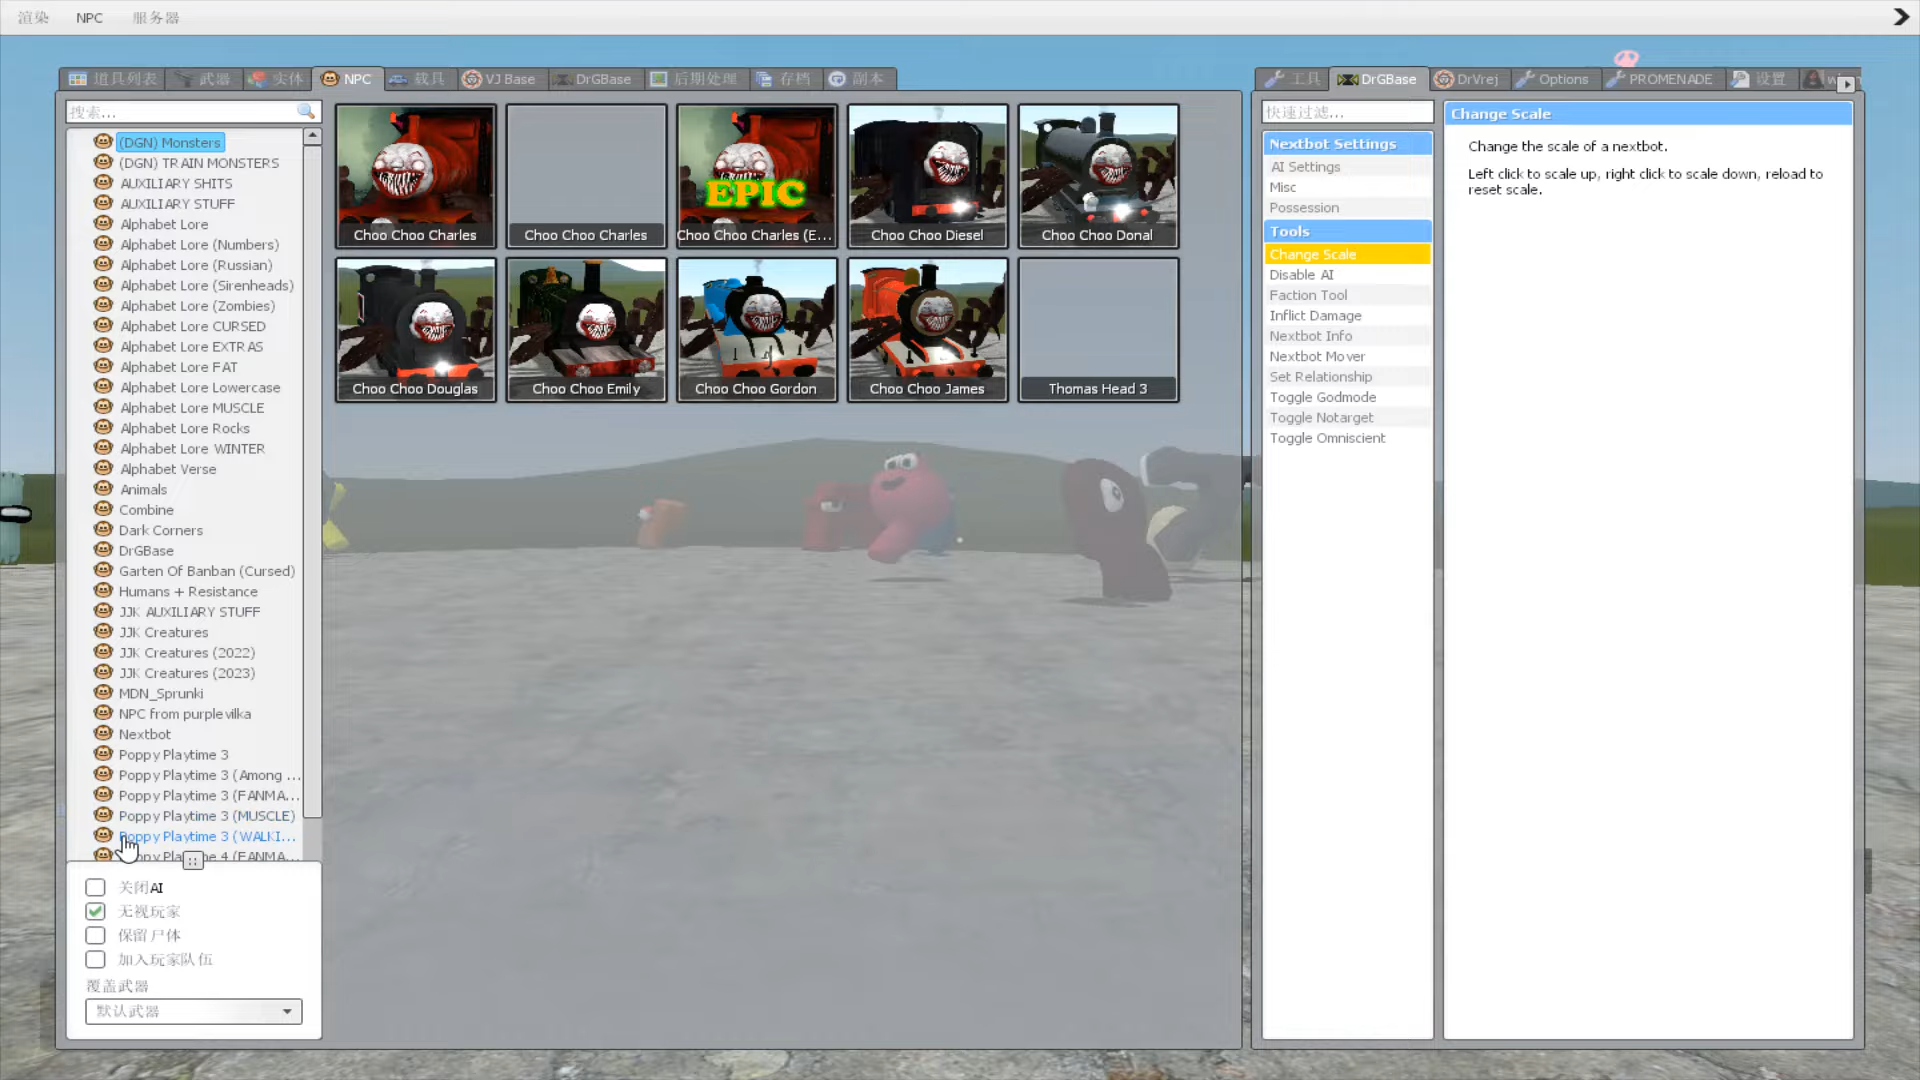 渲染 NPC 服务器
道具列表 武器 实体 NPC 载具 VJ Base DrGBase 后期处理 存档 副本
搜索...
(DGN) Monsters
(DGN) TRAIN MONSTERS
AUXILIARY SHITS
AUXILIARY STUFF
Alphabet Lore
Alphabet Lore (Numbers)
Alphabet Lore (Russian)
Alphabet Lore (Sirenheads)
Alphabet Lore (Zombies)
Alphabet Lore CURSED
Alphabet Lore EXTRAS
Alphabet Lore FAT
Alphabet Lore Lowercase
Alphabet Lore MUSCLE
Alphabet Lore Rocks
Alphabet Lore WINTER
Alphabet Verse
Animals
Combine
Dark Corners
DrGBase
Garten Of Banban (Cursed)
Humans + Resistance
JJK AUXILIARY STUFF
JJK Creatures
JJK Creatures (2022)
JJK Creatures (2023)
MDN_Sprunki
NPC from purplevilka
Nextbot
Poppy Playtime 3
Poppy Playtime 3 (Among ...
Poppy Playtime 3 (FANMA...
Poppy Playtime 3 (MUSCLE)
Poppy Playtime 3 (WALKI...
4 (FANMA...
关闭AI
无视玩家
保留尸体
加入玩家队伍
覆盖武器
默认武器
Choo Choo Charles
Choo Choo Charles
EPIC
Choo Choo Charles (E...
Choo Choo Diesel
Choo Choo Donal
Choo Choo Douglas
Choo Choo Emily
Choo Choo Gordon
Choo Choo James
Thomas Head 3
工具 DrGBase DrVrej Options PROMENADE 设置
快速过滤...
Nextbot Settings
AI Settings
Misc
Possession
Tools
Change Scale
Disable AI
Faction Tool
Inflict Damage
Nextbot Info
Nextbot Mover
Set Relationship
Toggle Godmode
Toggle Notarget
Toggle Omniscient
Change Scale
Change the scale of a nextbot.
Left click to scale up, right click to scale down, reload to
reset scale.